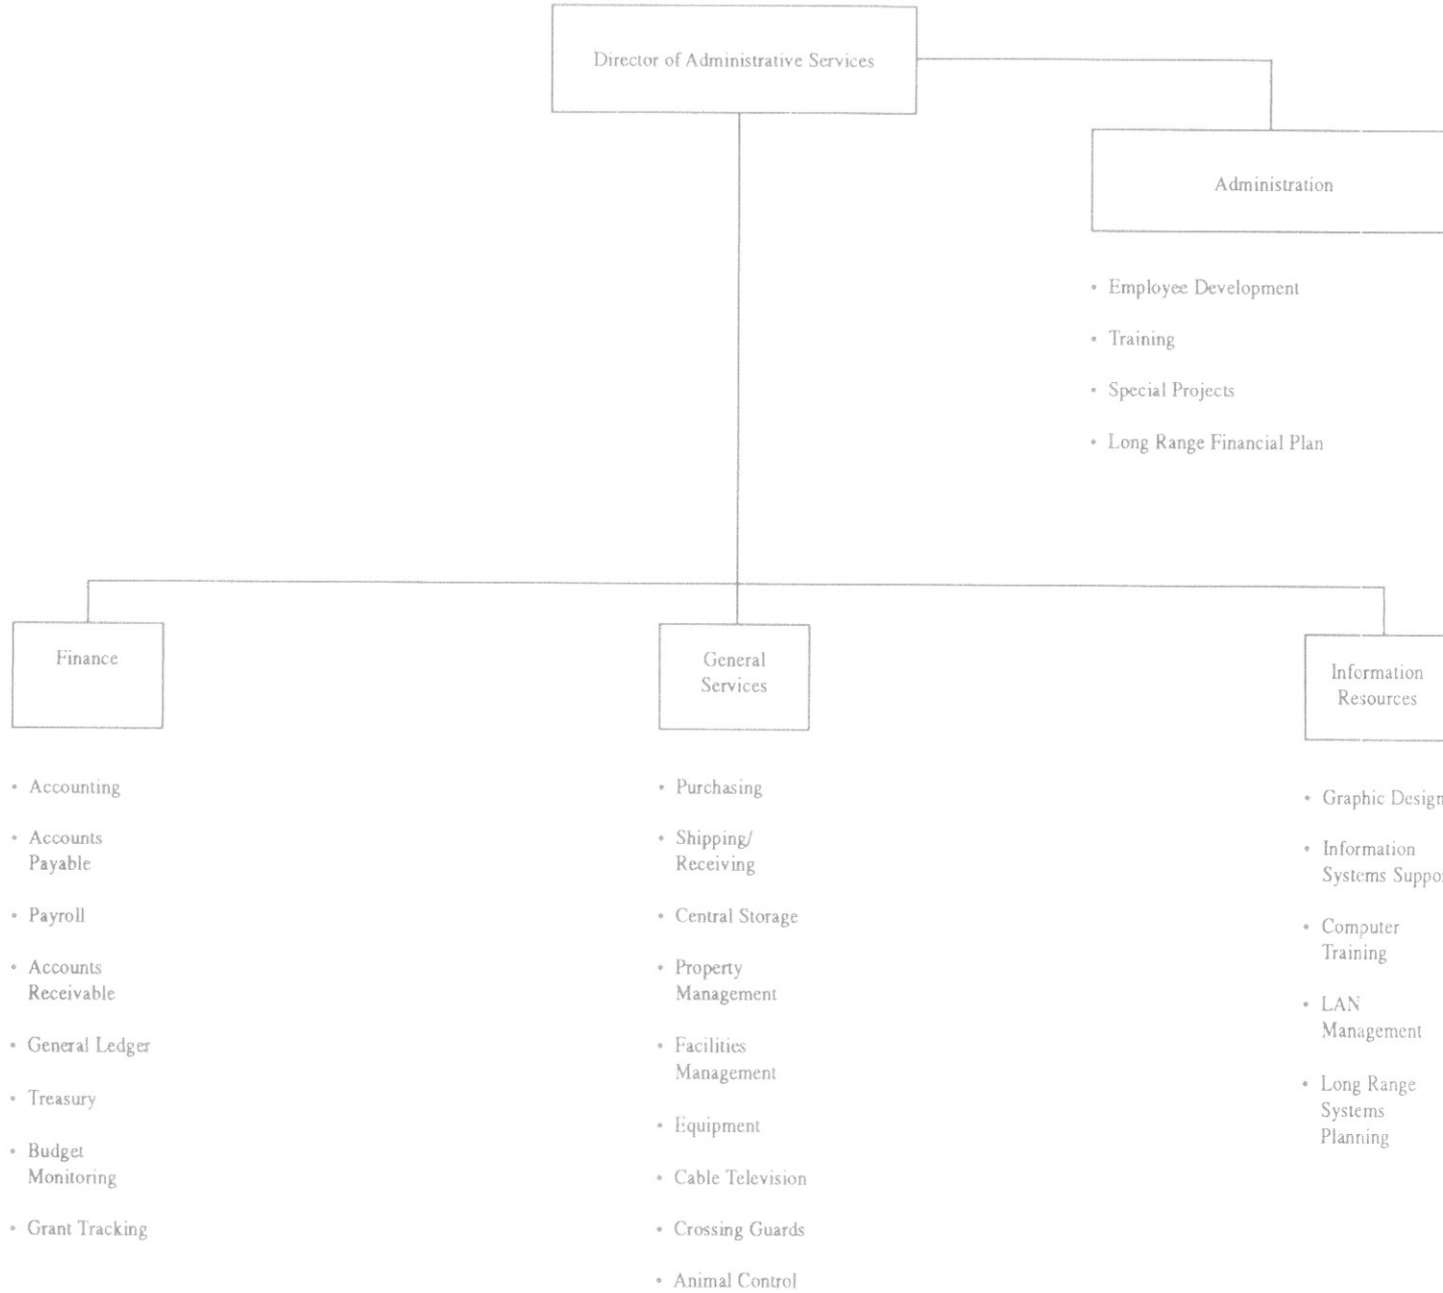 Director of Administrative Services
Administration
• Employee Development
• Training
• Special Projects
• Long Range Financial Plan
Finance
• Accounting
• Accounts
Payable
• Payroll
• Accounts
Receivable
• General Ledger
• Treasury
• Budget
Monitoring
• Grant Tracking
General
Services
• Purchasing
• Shipping/
Receiving
• Central Storage
• Property
Management
• Facilities
Management
• Equipment
• Cable Television
• Crossing Guards
• Animal Control
Information
Resources
• Graphic Design
• Information
Systems
• Computer
Training
• LAN
Management
• Long Range
Systems
Planning